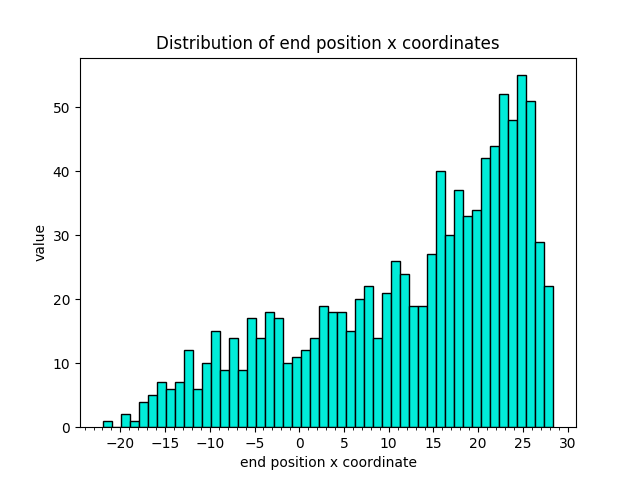 Distribution of end position x coordinates
value
50
40
30
20
10
0
−20 −15 −10 −5 0 5 10 15 20 25 30
end position x coordinate